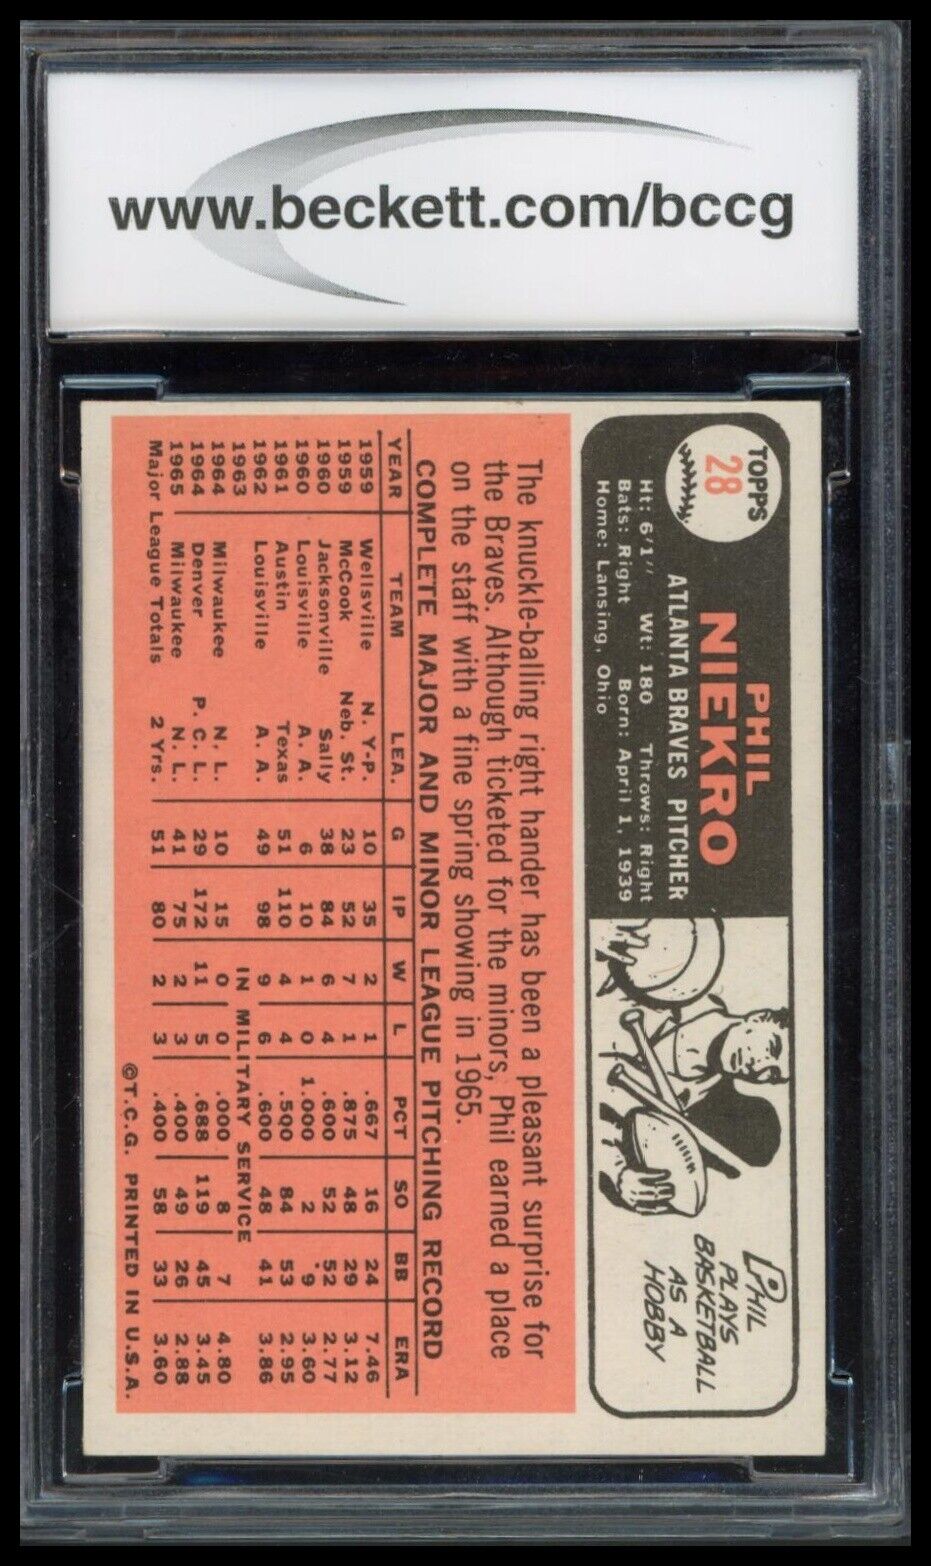 www.beckett.com/bccg
TOPPS
28
PHIL
NIEKRO
ATLANTA BRAVES PITCHER
Ht: 6'1" Wt: 180 Throws: Right
Bats: Right Born: April 1, 1939
Home: Lansing, Ohio
PHIL
PLAYS
BASKETBALL
AS A
HOBBY
The knuckle-balling right hander has been a pleasant surprise for
the Braves. Although ticketed for the minors, Phil earned a place
on the staff with a fine spring showing in 1965.
COMPLETE MAJOR AND MINOR LEAGUE PITCHING RECORD
YEAR TEAM LEA. G IP W L PCT SO BB ERA
1959 Wellsville N. Y-P. 10 35 2 1 .667 16 24 7.46
1959 McCook Neb. St. 23 52 7 1 .875 48 29 3.12
1960 Jacksonville Sally 38 84 6 4 .600 52 52 2.77
1960 Louisville A. A. 6 10 1 0 1.000 2 9 3.60
1961 Austin Texas 51 110 4 4 .500 84 53 2.95
1962 Louisville A. A. 49 98 9 6 .600 48 41 3.86
1963 IN MILITARY SERVICE
1964 Milwaukee N. L. 10 15 0 0 .000 8 7 4.80
1964 Denver P. C. L. 29 172 11 5 .688 119 45 3.45
1965 Milwaukee N. L. 41 75 2 3 .400 49 26 2.88
Major League Totals 2 Yrs. 51 80 2 3 .400 58 33 3.60
©T.C.G. PRINTED IN U.S.A.